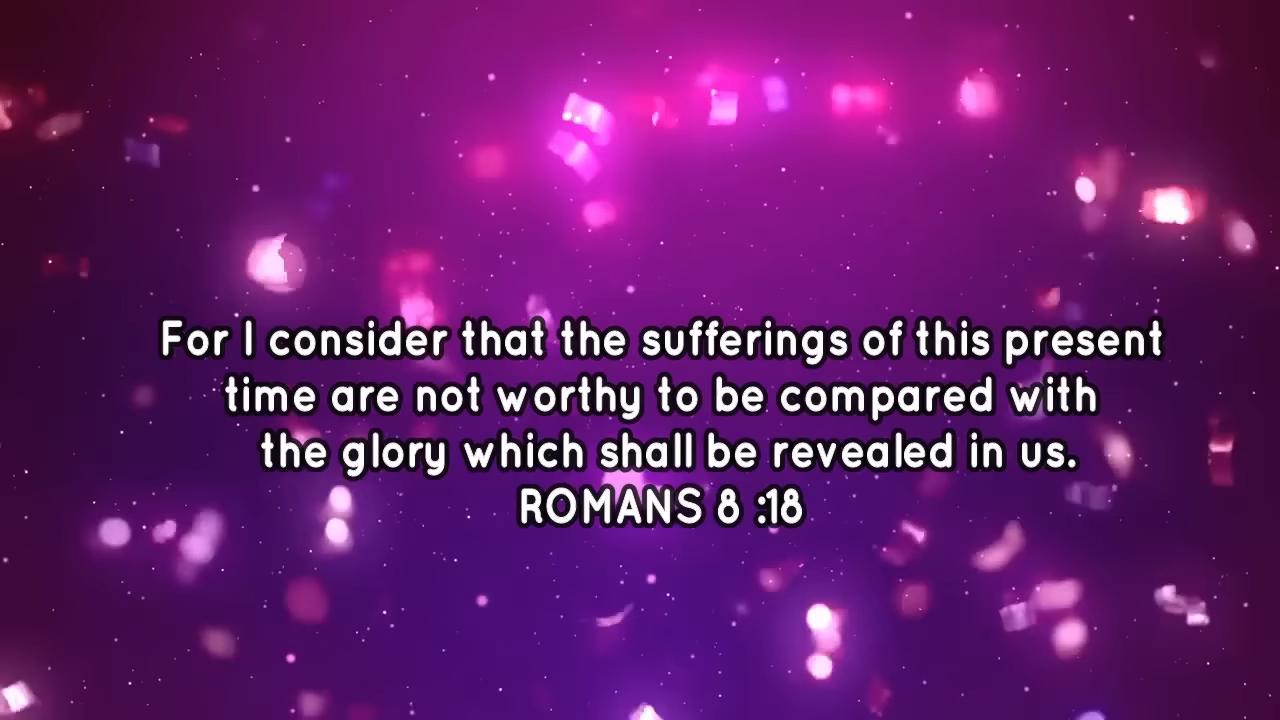 For I consider that the sufferings of this present
time are not worthy to be compared with
the glory which shall be revealed in us.
ROMANS 8 :18